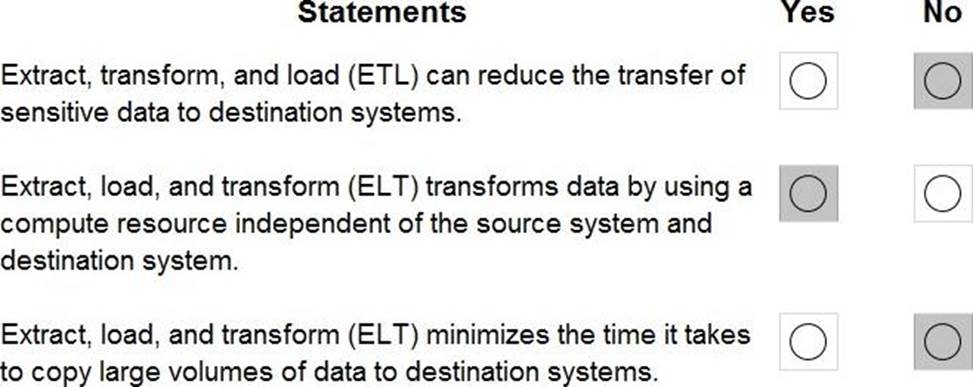 Statements Yes No
Extract, transform, and load (ETL) can reduce the transfer of
sensitive data to destination systems.
Extract, load, and transform (ELT) transforms data by using a
compute resource independent of the source system and
destination system.
Extract, load, and transform (ELT) minimizes the time it takes
to copy large volumes of data to destination systems.